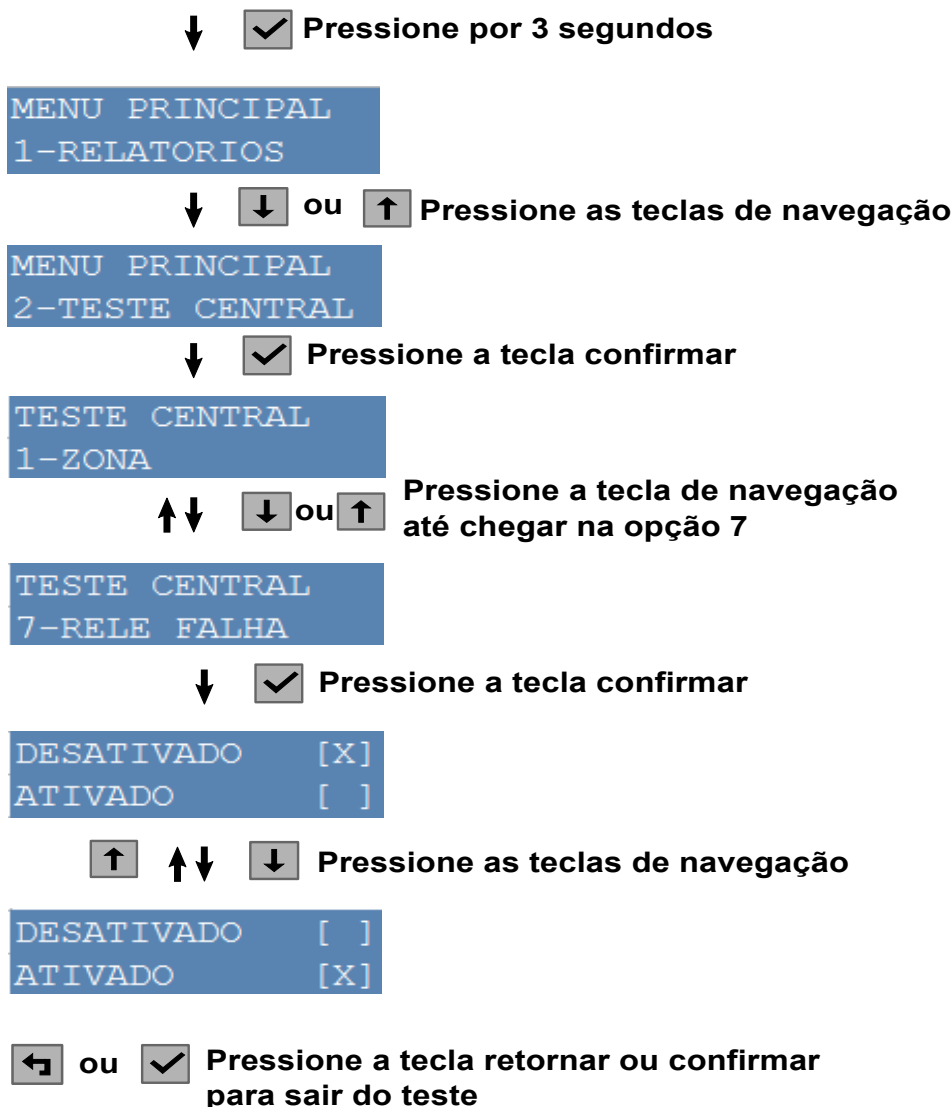 Pressione por 3 segundos
MENU PRINCIPAL
1-RELATORIOS
ou Pressione as teclas de navegação
MENU PRINCIPAL
2-TESTE CENTRAL
Pressione a tecla confirmar
TESTE CENTRAL
1-ZONA
ou Pressione a tecla de navegação
até chegar na opção 7
TESTE CENTRAL
7-RELE FALHA
Pressione a tecla confirmar
DESATIVADO [X]
ATIVADO [ ]
Pressione as teclas de navegação
DESATIVADO [ ]
ATIVADO [X]
ou Pressione a tecla retornar ou confirmar
para sair do teste